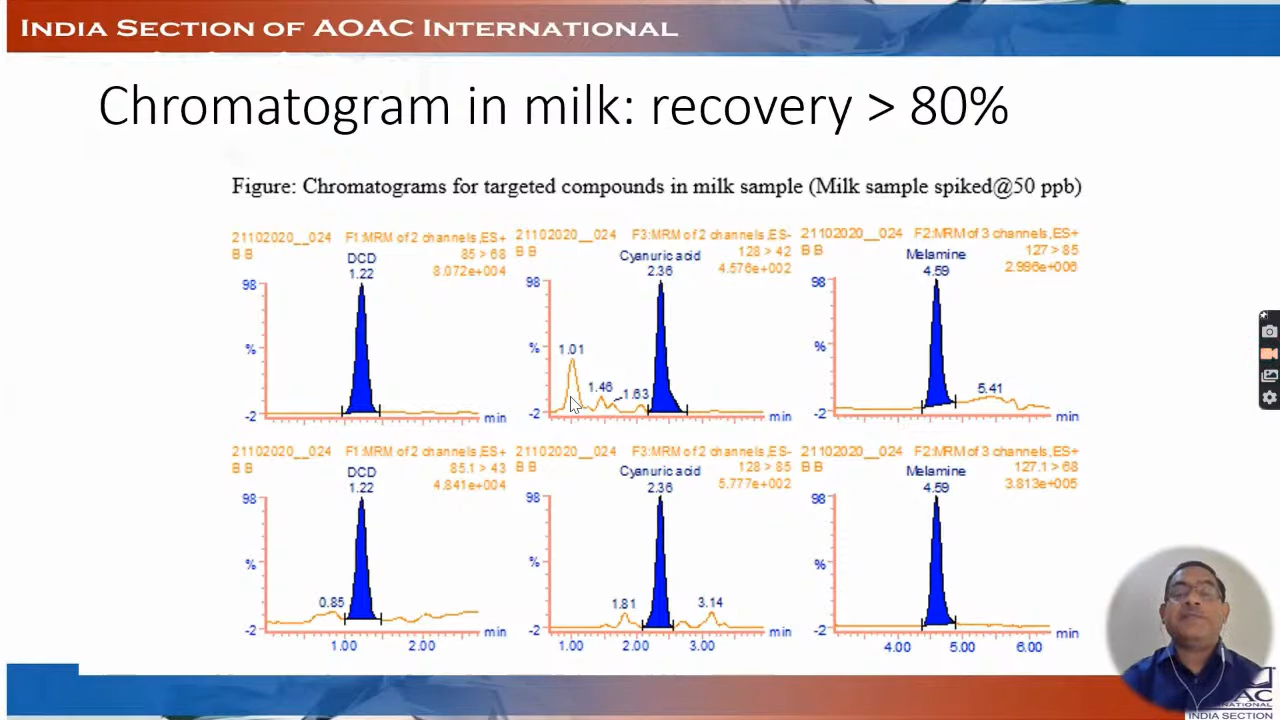 INDIA SECTION OF AOAC INTERNATIONAL
Chromatogram in milk: recovery > 80%
Figure: Chromatograms for targeted compounds in milk sample (Milk sample spiked@50 ppb)
21102020__024 F1:MRM of 2 channels,ES+
B B 85 > 68
DCD 8.072e+004
1.22
98
%
-2
min
21102020__024 F3:MRM of 2 channels,ES-
B B 128 > 42
Cyanuric acid 4.576e+002
2.36
98
%
1.01
1.46
1.63
-2
min
21102020__024 F2:MRM of 3 channels,ES+
B B 127 > 85
Melamine 2.996e+006
4.59
98
%
5.41
-2
min
21102020__024 F1:MRM of 2 channels,ES+
B B 85.1 > 43
DCD 4.841e+004
1.22
98
%
0.85
-2
min
1.00 2.00
21102020__024 F3:MRM of 2 channels,ES-
B B 128 > 85
Cyanuric acid 5.777e+002
2.36
98
%
1.81 3.14
-2
min
1.00 2.00 3.00
21102020__024 F2:MRM of 3 channels,ES+
B B 127.1 > 68
Melamine 3.813e+005
4.59
98
%
-2
min
4.00 5.00 6.00
INDIA SECTION